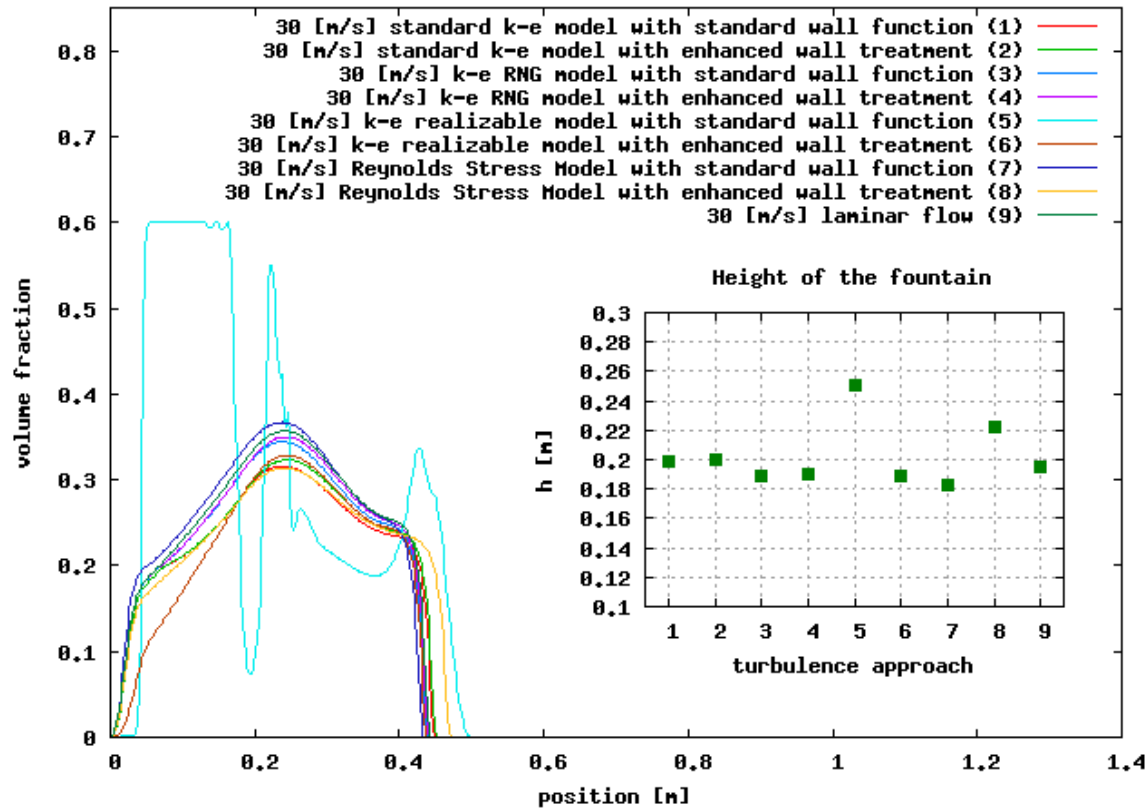 30 [m/s] standard k-e model with standard wall function (1)
30 [m/s] standard k-e model with enhanced wall treatment (2)
30 [m/s] k-e RNG model with standard wall function (3)
30 [m/s] k-e RNG model with enhanced wall treatment (4)
30 [m/s] k-e realizable model with standard wall function (5)
30 [m/s] k-e realizable model with enhanced wall treatment (6)
30 [m/s] Reynolds Stress Model with standard wall function (7)
30 [m/s] Reynolds Stress Model with enhanced wall treatment (8)
30 [m/s] laminar flow (9)
0.8
0.7
0.6
0.5
0.4
0.3
0.2
0.1
0
volume fraction
0 0.2 0.4 0.6 0.8 1 1.2 1.4
position [m]
Height of the fountain
0.3
0.28
0.26
0.24
0.22
0.2
0.18
0.16
0.14
0.12
0.1
h [m]
1 2 3 4 5 6 7 8 9
turbulence approach